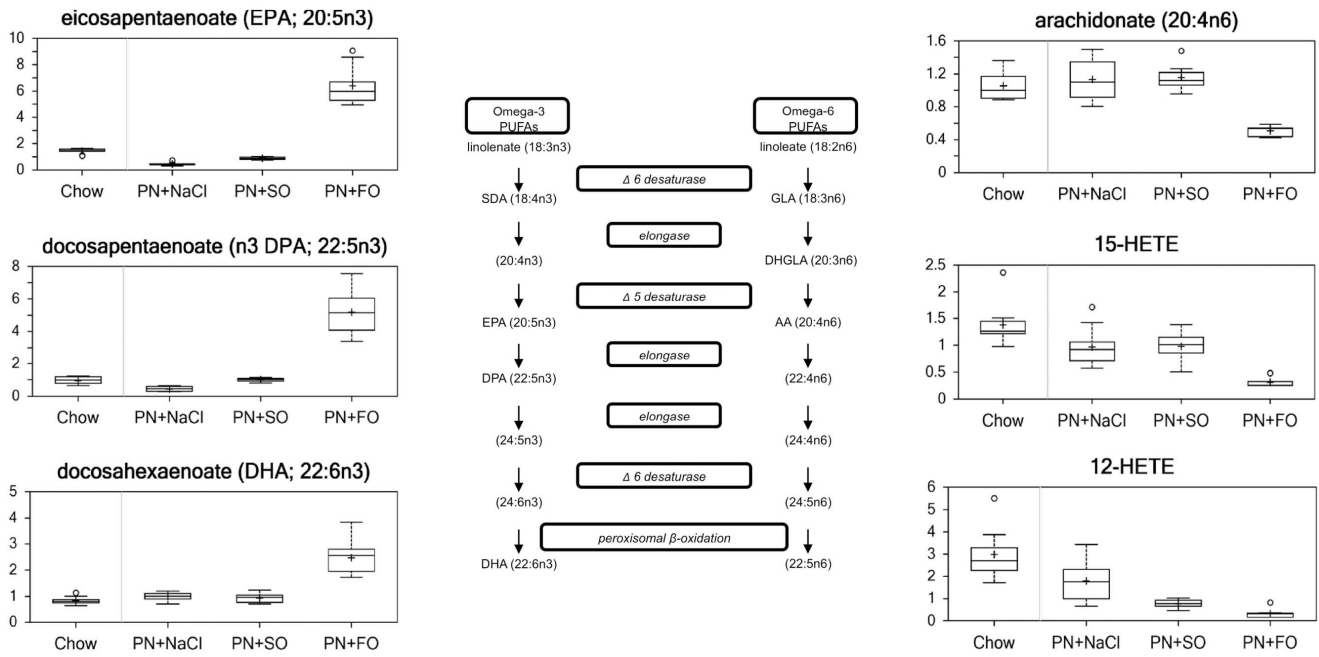 eicosapentaenoate (EPA; 20:5n3)
10
8
6
4
2
0
Chow PN+NaCl PN+SO PN+FO
docosapentaenoate (n3 DPA; 22:5n3)
8
6
4
2
0
Chow PN+NaCl PN+SO PN+FO
docosahexaenoate (DHA; 22:6n3)
5
4
3
2
1
0
Chow PN+NaCl PN+SO PN+FO
Omega-3
PUFAs
Omega-6
PUFAs
linolenate (18:3n3) linoleate (18:2n6)
Δ 6 desaturase
SDA (18:4n3) GLA (18:3n6)
elongase
(20:4n3) DHGLA (20:3n6)
Δ 5 desaturase
EPA (20:5n3) AA (20:4n6)
elongase
DPA (22:5n3) (22:4n6)
elongase
(24:5n3) (24:4n6)
Δ 6 desaturase
(24:6n3) (24:5n6)
peroxisomal β-oxidation
DHA (22:6n3) (22:5n6)
arachidonate (20:4n6)
1.6
1.2
0.8
0.4
0
Chow PN+NaCl PN+SO PN+FO
15-HETE
2.5
2
1.5
1
0.5
0
Chow PN+NaCl PN+SO PN+FO
12-HETE
6
5
4
3
2
1
0
Chow PN+NaCl PN+SO PN+FO